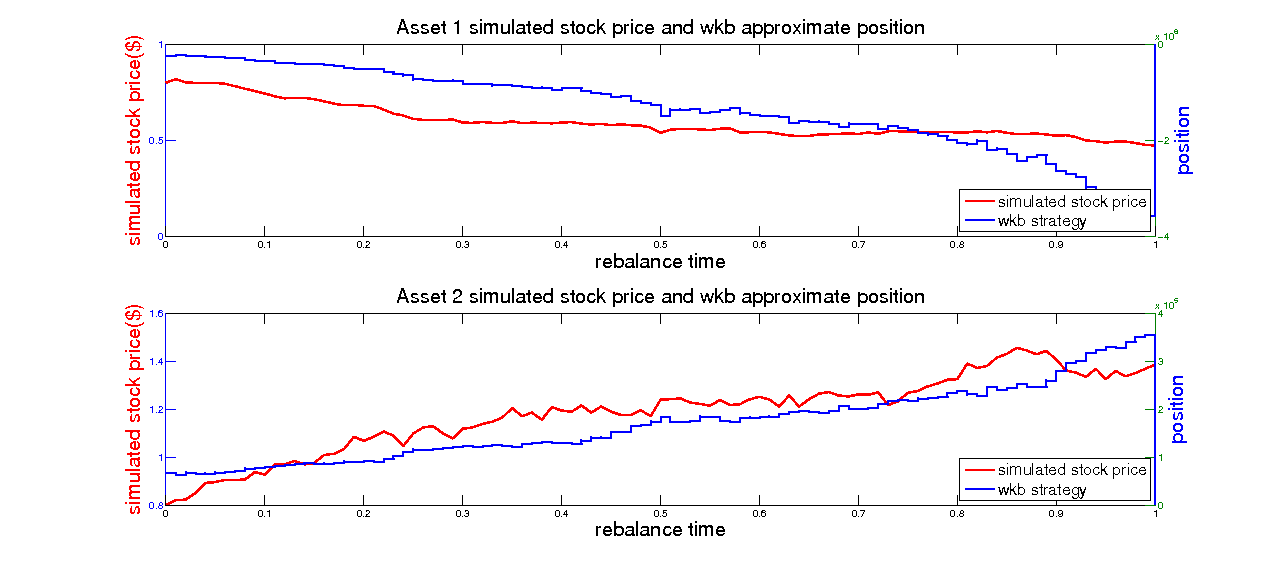 Asset 1 simulated stock price and wkb approximate position
x 10
1
0.5
0
simulated stock price($)
0
-2
-4
position
simulated stock price
wkb strategy
0 0.1 0.2 0.3 0.4 0.5 0.6 0.7 0.8 0.9 1
rebalance time
Asset 2 simulated stock price and wkb approximate position
x 10
1.6
1.4
1.2
1
0.8
simulated stock price($)
4
3
2
1
0
position
simulated stock price
wkb strategy
0 0.1 0.2 0.3 0.4 0.5 0.6 0.7 0.8 0.9 1
rebalance time